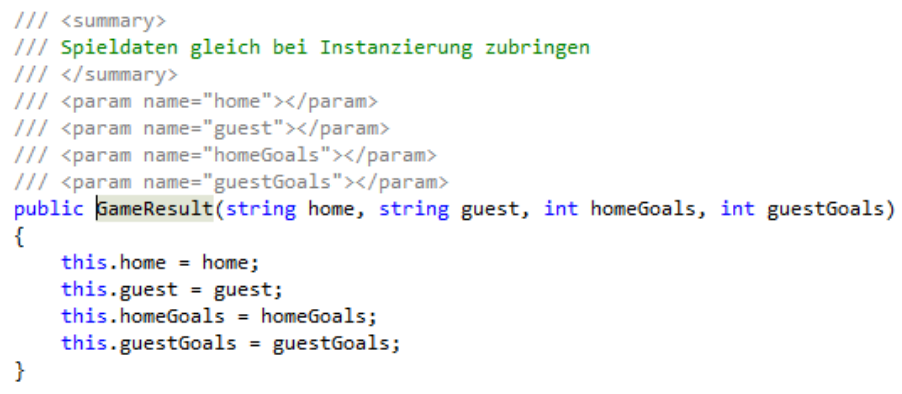 /// <summary>
/// Spieldaten gleich bei Instanzierung zubringen
/// </summary>
/// <param name="home"></param>
/// <param name="guest"></param>
/// <param name="homeGoals"></param>
/// <param name="guestGoals"></param>
public GameResult(string home, string guest, int homeGoals, int guestGoals)
{
    this.home = home;
    this.guest = guest;
    this.homeGoals = homeGoals;
    this.guestGoals = guestGoals;
}